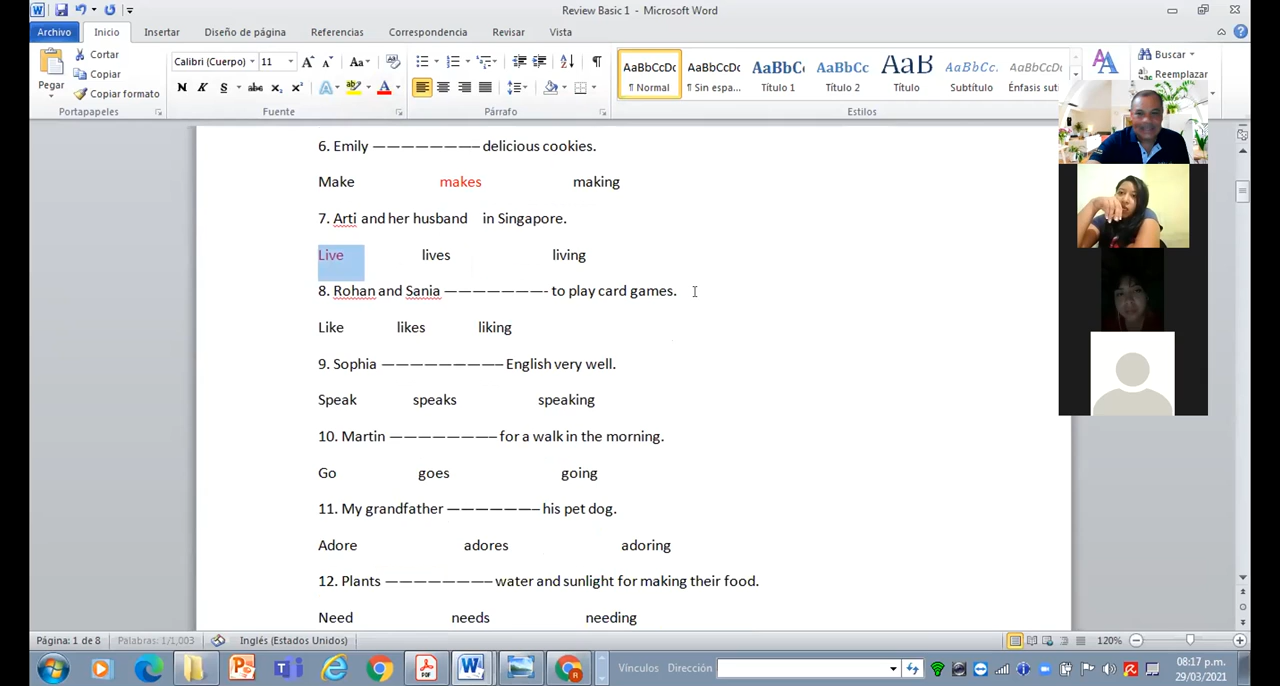 Review Basic 1 - Microsoft Word
Archivo Inicio Insertar Diseño de página Referencias Correspondencia Revisar Vista
Pegar
Cortar
Copiar
Copiar formato
Portapapeles
Calibri (Cuerpo) 11
Fuente
Párrafo
AaBbCcDc AaBbCcDc AaBbC AaBbCc AaB AaBbCc. AaBbCcDc
¶ Normal ¶ Sin espa... Título 1 Título 2 Título Subtítulo Énfasis suti
Estilos
Buscar
Reemplazar
6. Emily ———————— delicious cookies.
Make makes making
7. Arti and her husband in Singapore.
Live lives living
8. Rohan and Sania ———————- to play card games.
Like likes liking
9. Sophia ————————– English very well.
Speak speaks speaking
10. Martin ———————– for a walk in the morning.
Go goes going
11. My grandfather ——————– his pet dog.
Adore adores adoring
12. Plants ———————– water and sunlight for making their food.
Need needs needing
Página: 1 de 8 Palabras: 1/1,003 Inglés (Estados Unidos) 120%
Vínculos Dirección
08:17 p.m.
29/03/2021